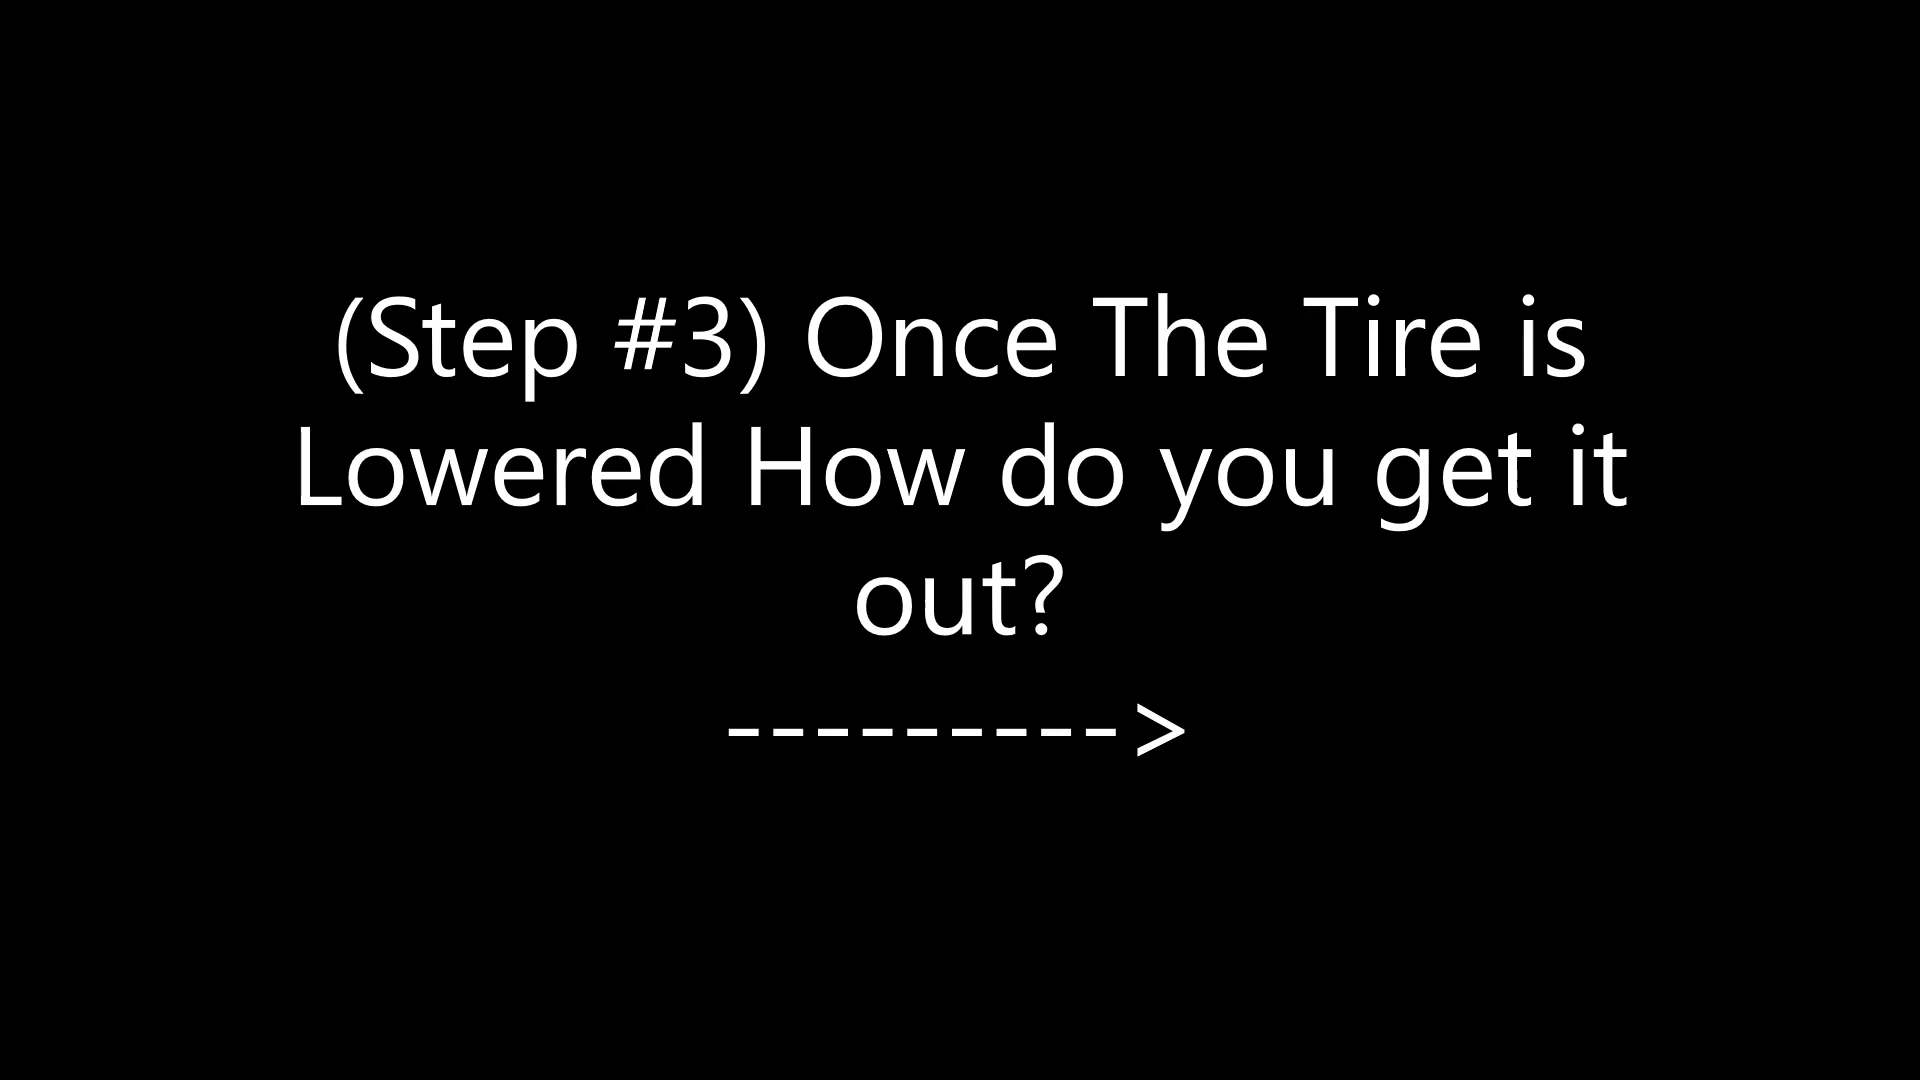 (Step #3) Once The Tire is
Lowered How do you get it
out?
--------->